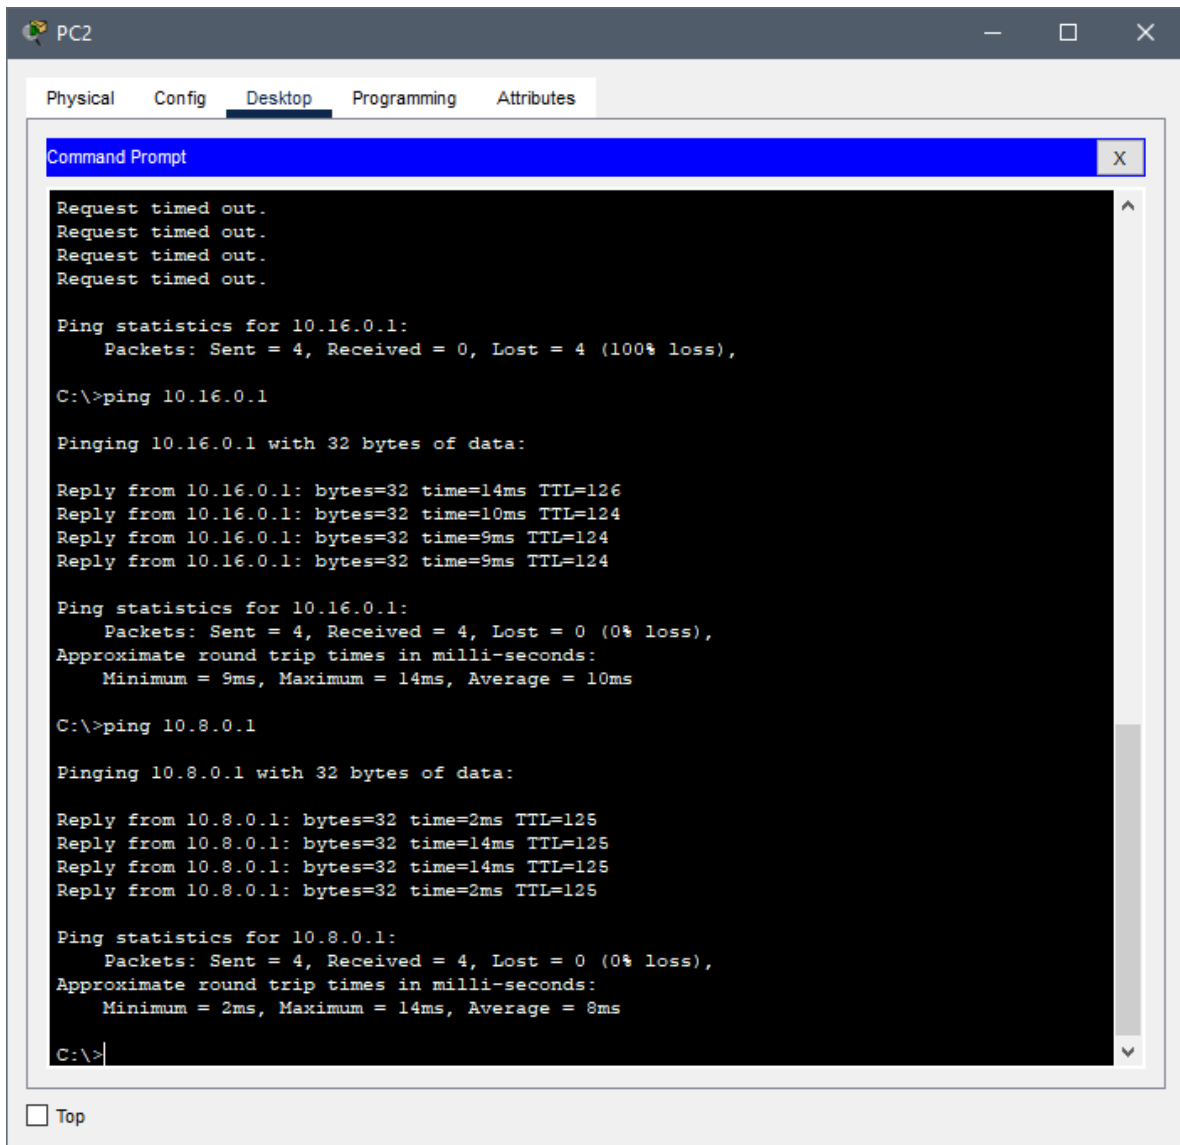 PC2
Physical Config Desktop Programming Attributes
Command Prompt
X
Request timed out.
Request timed out.
Request timed out.
Request timed out.
Ping statistics for 10.16.0.1:
Packets: Sent = 4, Received = 0, Lost = 4 (100% loss),
C:\>ping 10.16.0.1
Pinging 10.16.0.1 with 32 bytes of data:
Reply from 10.16.0.1: bytes=32 time=14ms TTL=126
Reply from 10.16.0.1: bytes=32 time=10ms TTL=124
Reply from 10.16.0.1: bytes=32 time=9ms TTL=124
Reply from 10.16.0.1: bytes=32 time=9ms TTL=124
Ping statistics for 10.16.0.1:
Packets: Sent = 4, Received = 4, Lost = 0 (0% loss),
Approximate round trip times in milli-seconds:
Minimum = 9ms, Maximum = 14ms, Average = 10ms
C:\>ping 10.8.0.1
Pinging 10.8.0.1 with 32 bytes of data:
Reply from 10.8.0.1: bytes=32 time=2ms TTL=125
Reply from 10.8.0.1: bytes=32 time=14ms TTL=125
Reply from 10.8.0.1: bytes=32 time=14ms TTL=125
Reply from 10.8.0.1: bytes=32 time=2ms TTL=125
Ping statistics for 10.8.0.1:
Packets: Sent = 4, Received = 4, Lost = 0 (0% loss),
Approximate round trip times in milli-seconds:
Minimum = 2ms, Maximum = 14ms, Average = 8ms
C:\>
Top